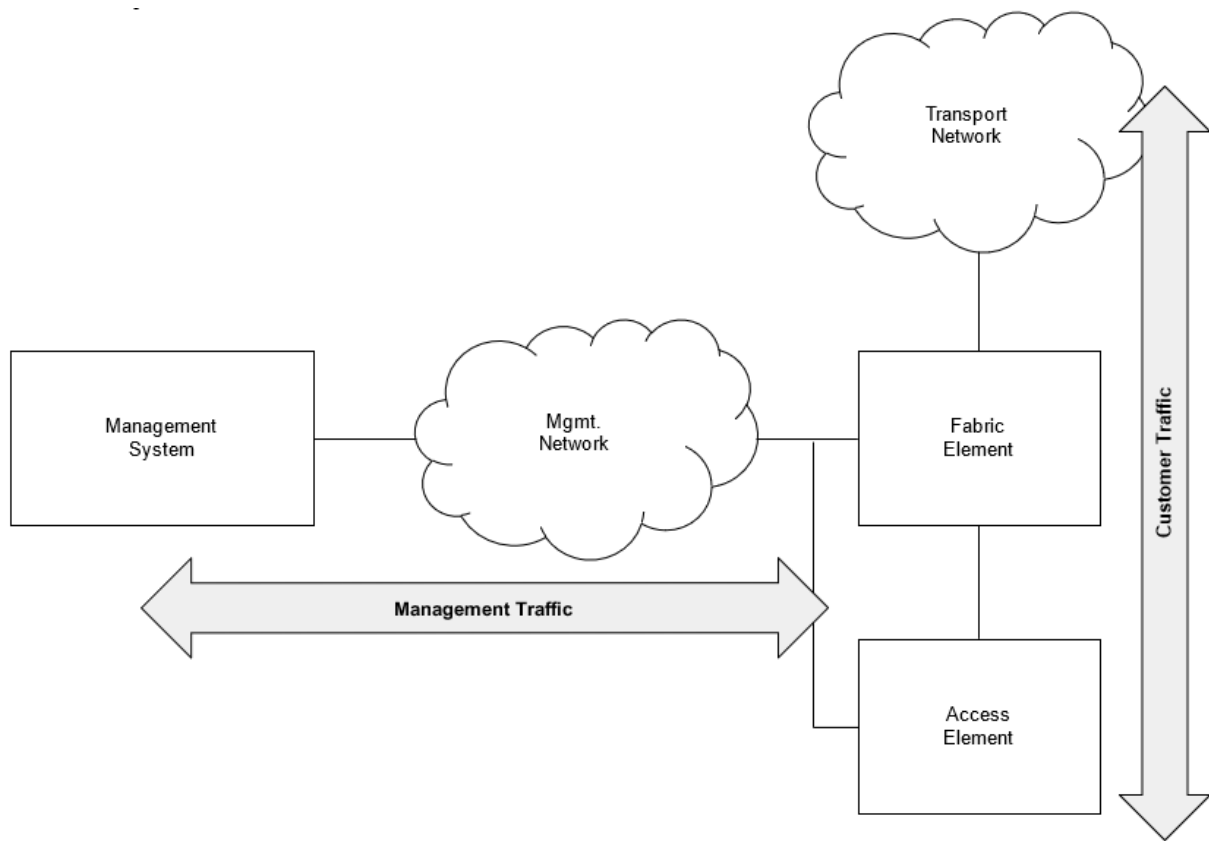 Transport
Network
Management
System
Mgmt.
Network
Fabric
Element
Customer Traffic
Management Traffic
Access
Element